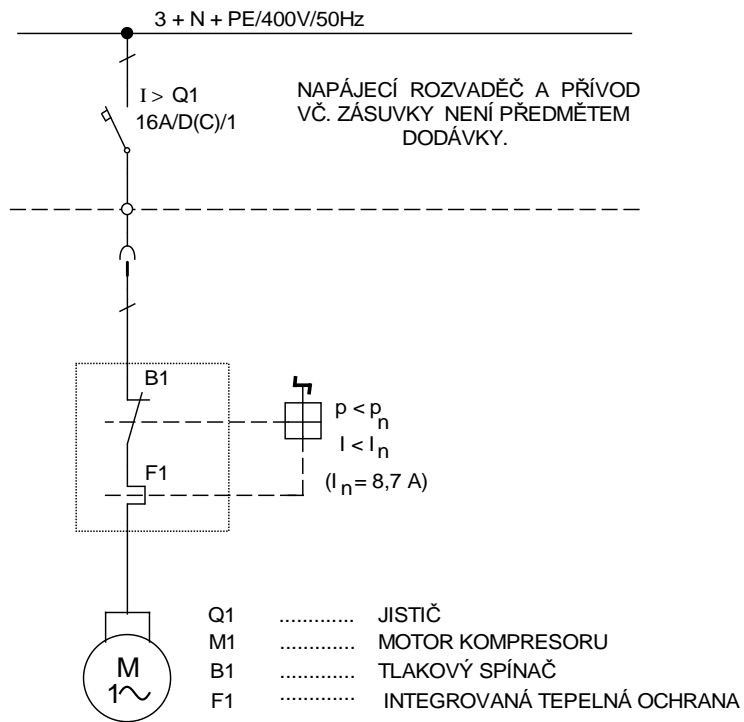 3 + N + PE/400V/50Hz
I > Q1
16A/D(C)/1
NAPÁJECÍ ROZVADĚČ A PŘÍVOD
VČ. ZÁSUVKY NENÍ PŘEDMĚTEM
DODÁVKY.
B1
p < pn
I < In
F1
(In = 8,7 A)
M
1~
Q1 ............. JISTIČ
M1 ............. MOTOR KOMPRESORU
B1 ............. TLAKOVÝ SPÍNAČ
F1 ............. INTEGROVANÁ TEPELNÁ OCHRANA